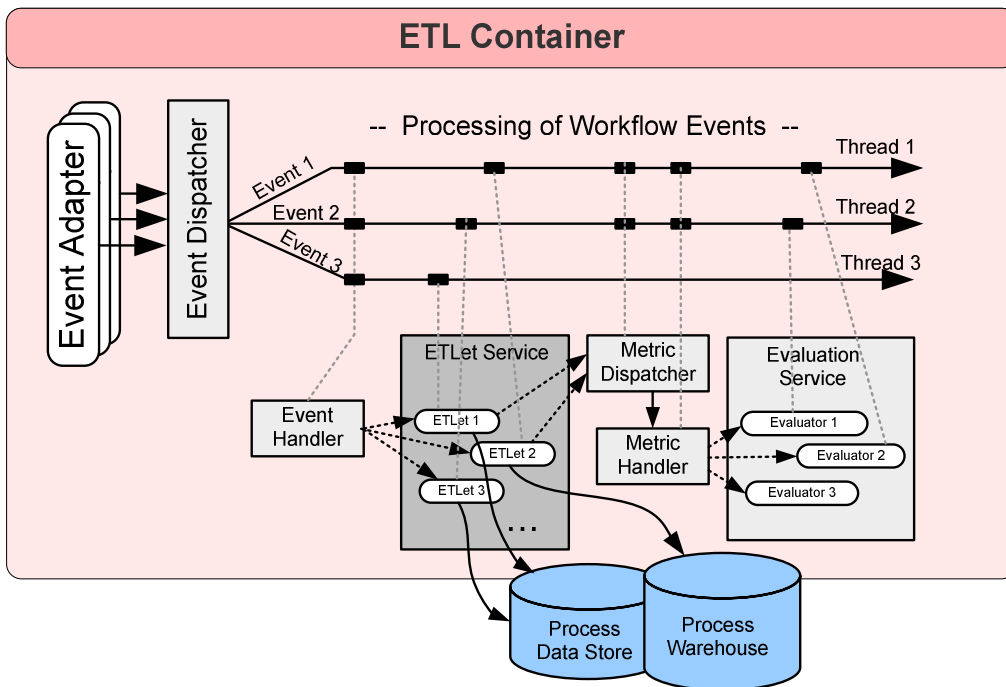 ETL Container
-- Processing of Workflow Events --
Event Adapter
Event Dispatcher
Event 1
Event 2
Event 3
Thread 1
Thread 2
Thread 3
Event
Handler
ETLet Service
ETLet 1
ETLet 2
ETLet 3
...
Metric
Dispatcher
Metric
Handler
Evaluation
Service
Evaluator 1
Evaluator 2
Evaluator 3
Process
Data Store
Process
Warehouse